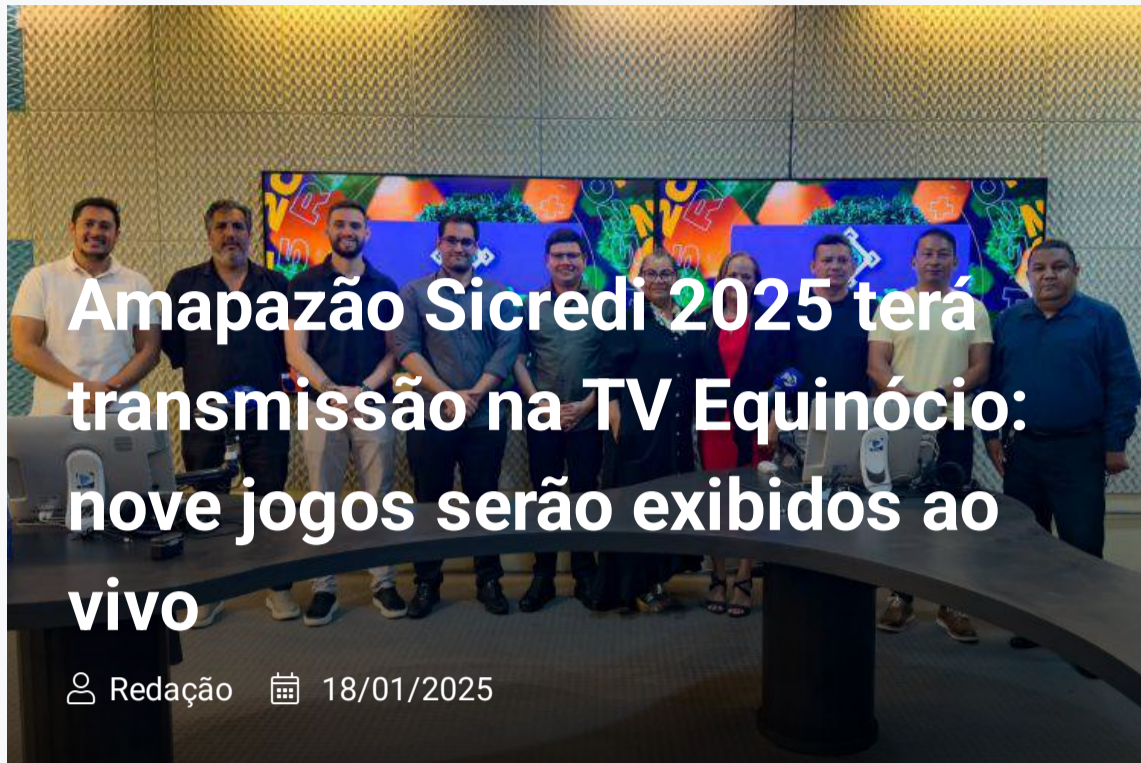 Amapazão Sicredi 2025 terá
transmissão na TV Equinócio:
nove jogos serão exibidos ao
vivo
Redação 18/01/2025